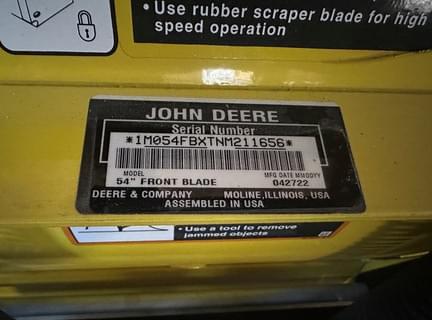 • Use rubber scraper blade for high
speed operation
JOHN DEERE
Serial Number
*1M054FBXTNM211656*
MODEL MFG DATE MMDDYY
54" FRONT BLADE 042722
DEERE & COMPANY MOLINE, ILLINOIS, USA
ASSEMBLED IN USA
• Use a tool to remove
jammed objects